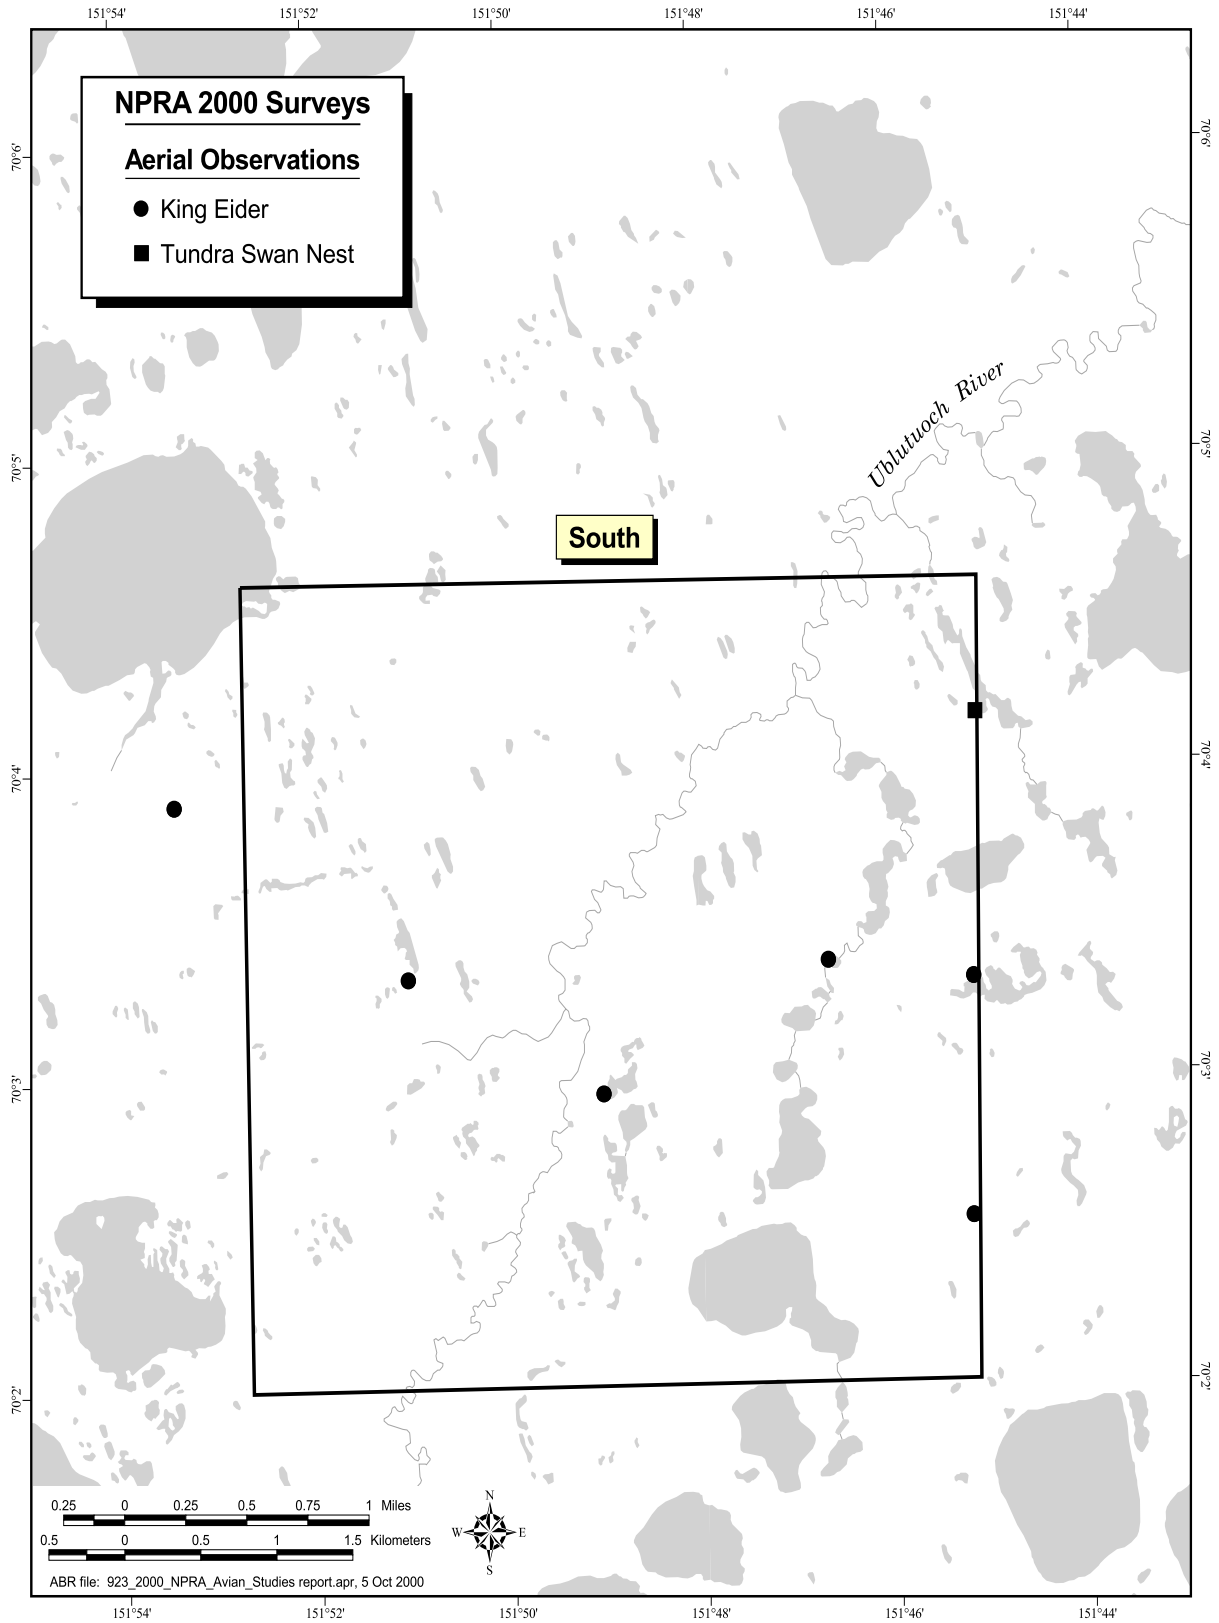 151°54' 151°52' 151°50' 151°48' 151°46' 151°44'
NPRA 2000 Surveys
Aerial Observations
King Eider
Tundra Swan Nest
70°6' 70°6'
Ublutuoch River
70°5' 70°5'
South
70°4' 70°4'
70°3' 70°3'
70°2' 70°2'
0.25 0 0.25 0.5 0.75 1 Miles
0.5 0 0.5 1 1.5 Kilometers
N
W E
S
ABR file: 923_2000_NPRA_Avian_Studies report.apr, 5 Oct 2000
151°54' 151°52' 151°50' 151°48' 151°46' 151°44'